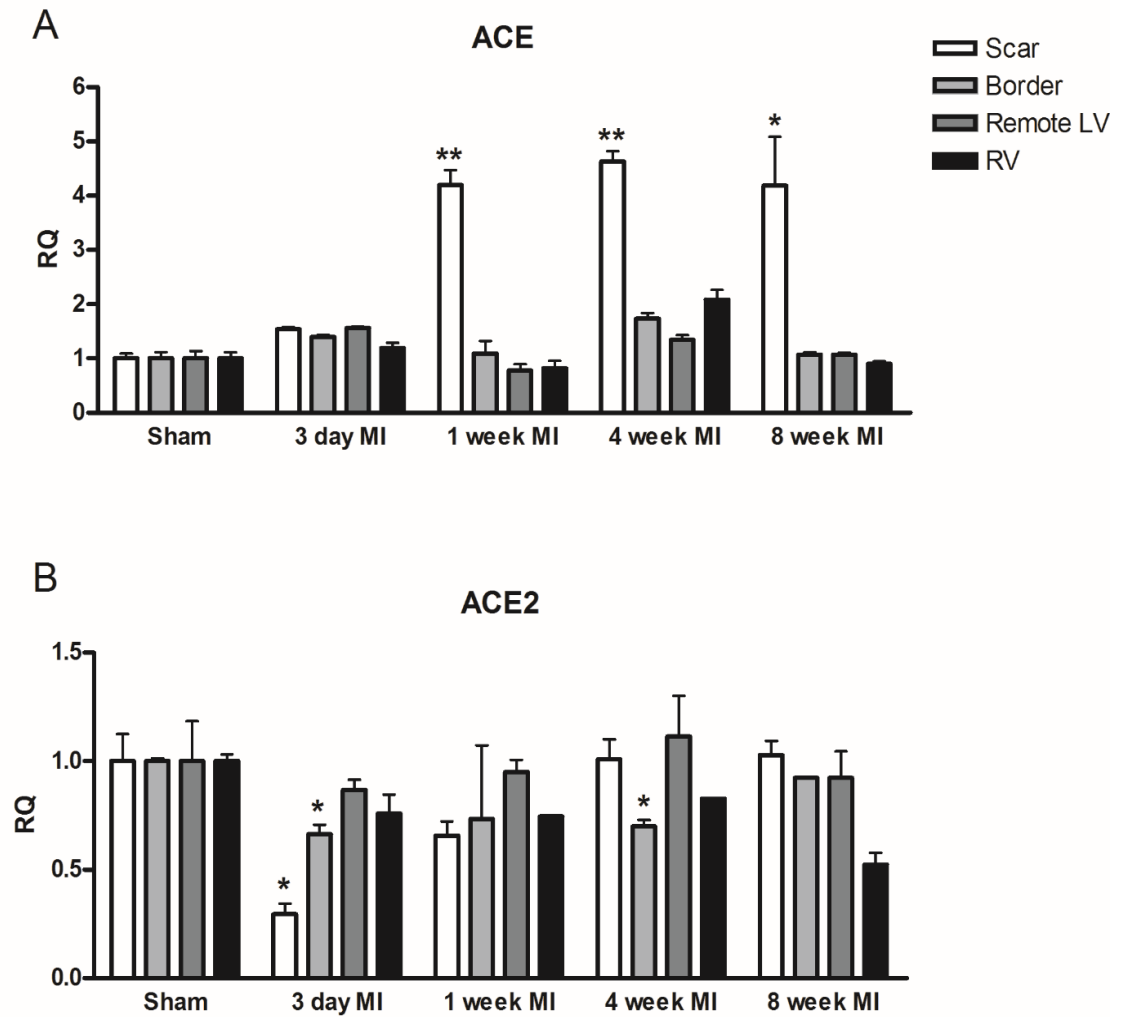 A
ACE
Scar
Border
Remote LV
RV
6
5
4
3
2
1
0
RQ
**
**
*
Sham 3 day MI 1 week MI 4 week MI 8 week MI
B
ACE2
1.5
1.0
0.5
0.0
RQ
*
*
*
Sham 3 day MI 1 week MI 4 week MI 8 week MI